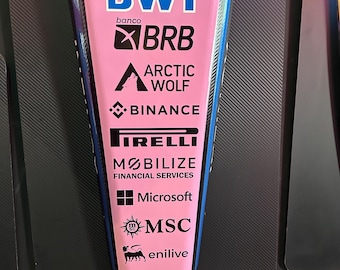 BWT
banco
BRB
ARCTIC
WOLF
BINANCE
PIRELLI
MOBILIZE
FINANCIAL SERVICES
Microsoft
MSC
enilive